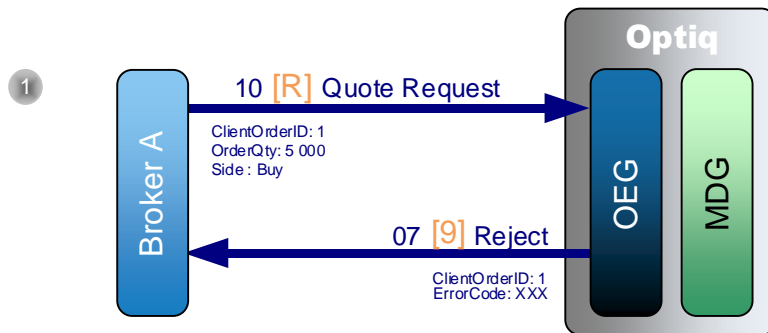 Optiq
1
10 [R] Quote Request
ClientOrderID: 1
OrderQty: 5 000
Side : Buy
Broker A
OEG
MDG
07 [9] Reject
ClientOrderID: 1
ErrorCode: XXX